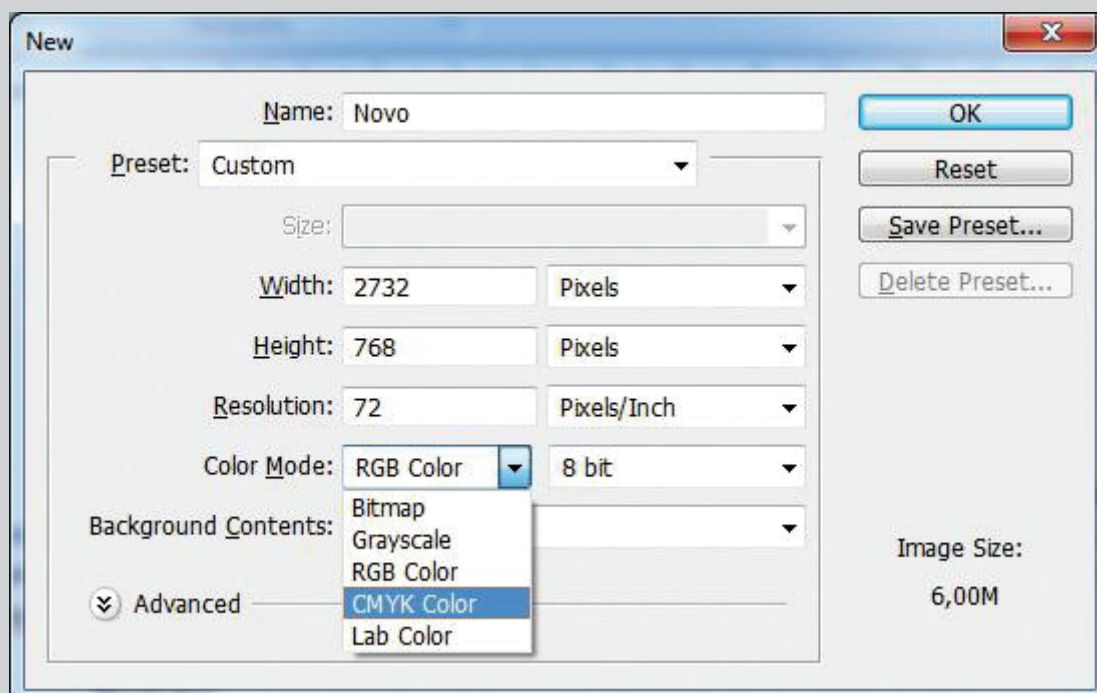 New
Name: Novo
OK
Preset: Custom
Reset
Size:
Save Preset...
Width: 2732 Pixels
Delete Preset...
Height: 768 Pixels
Resolution: 72 Pixels/Inch
Color Mode: RGB Color 8 bit
Bitmap
Background Contents:
Grayscale
RGB Color
CMYK Color
Lab Color
Advanced
Image Size:
6,00M